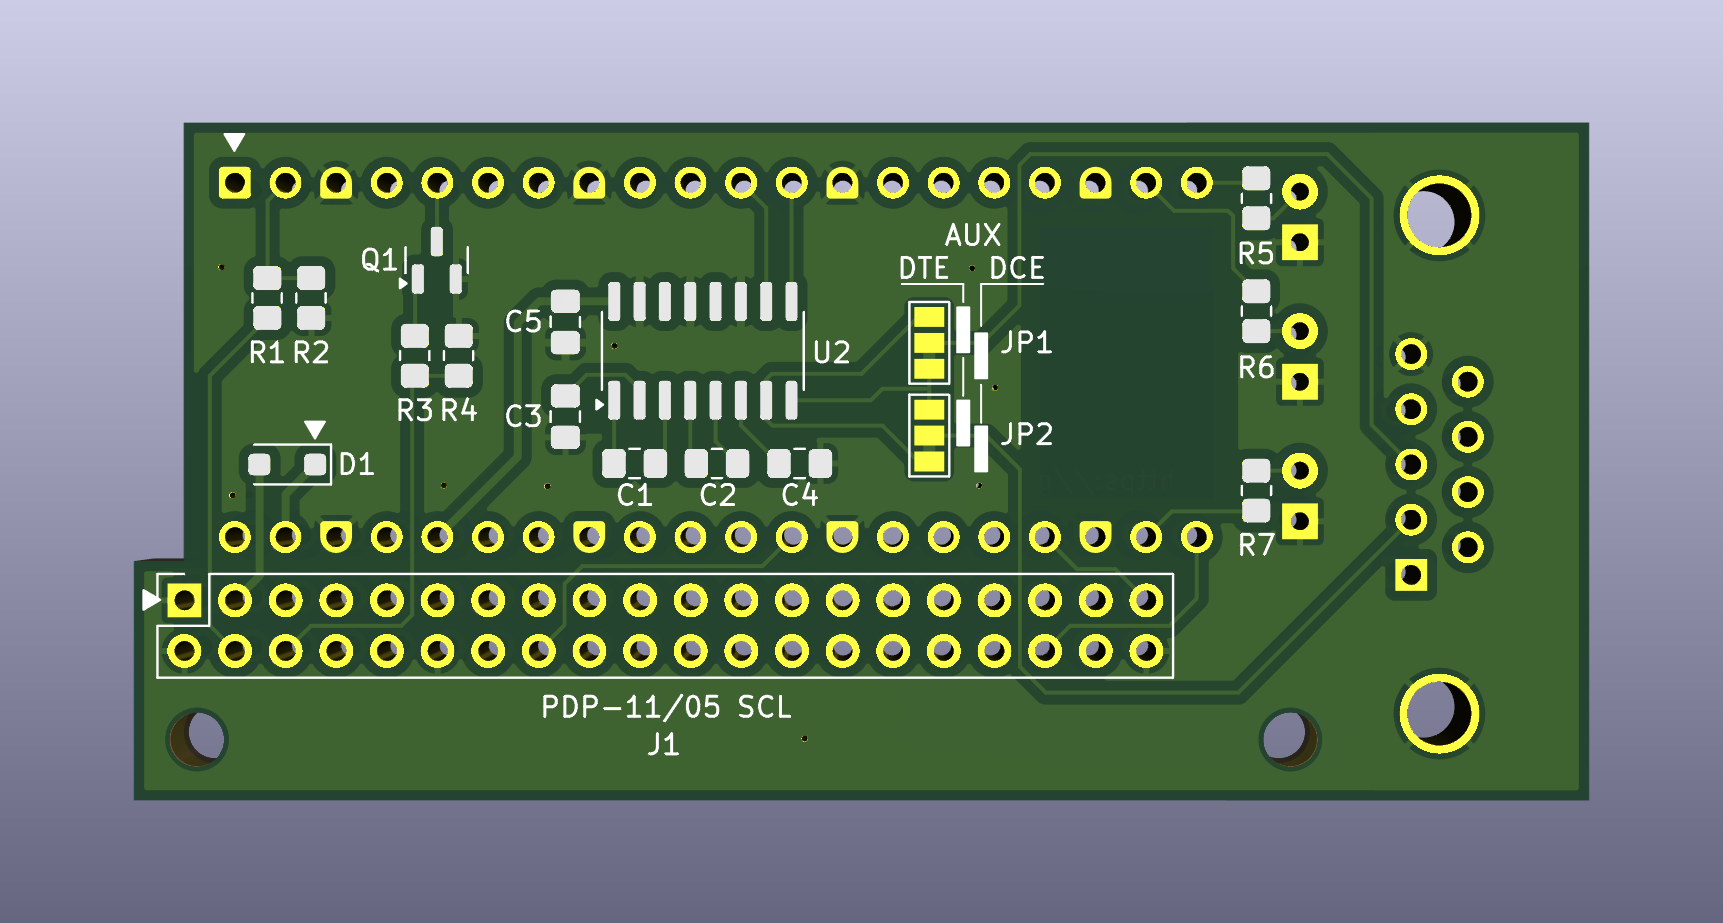 AUX
DTE DCE
R5
Q1
C5
R1 R2
U2
JP1
R6
R3 R4
C3
JP2
D1
C1 C2 C4
R7
PDP-11/05 SCL
J1